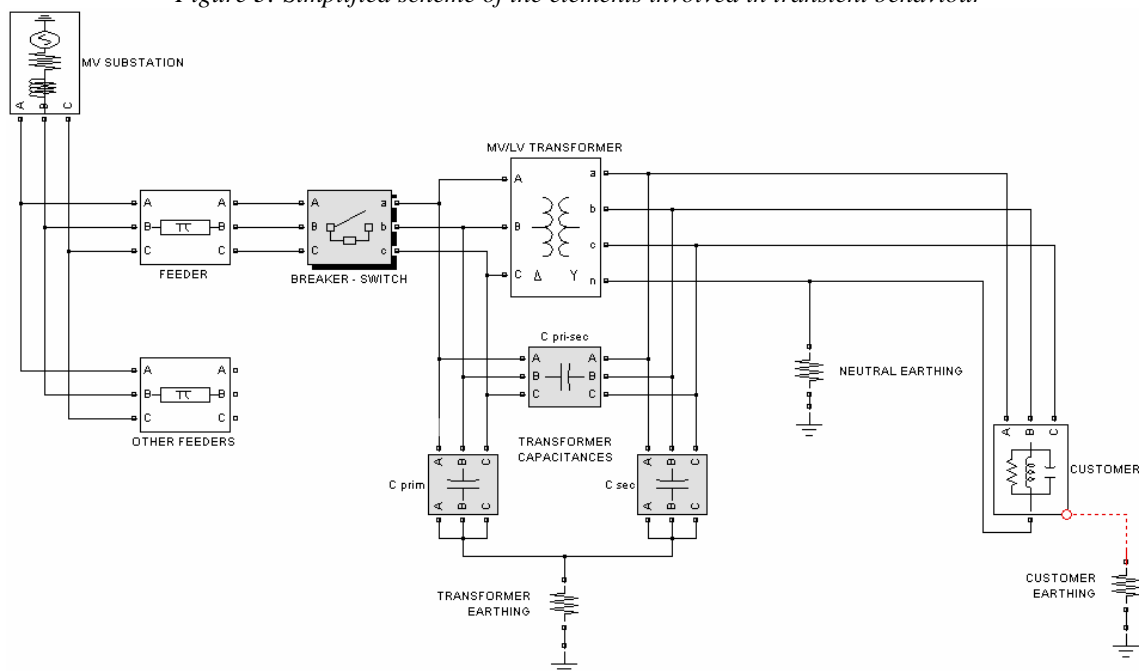 Figure 3: Simplified scheme of the elements involved in transient behaviour
MV SUBSTATION
A B C
MV/LV TRANSFORMER
A a
B b
c
C Δ Y n
A A
B π B
C C
FEEDER
A a
B b
C c
BREAKER - SWITCH
C pri-sec
A A
B B
C C
TRANSFORMER
CAPACITANCES
NEUTRAL EARTHING
A A
B π B
C C
OTHER FEEDERS
A B C
C prim
A B C
A B C
C sec
A B C
A B C
CUSTOMER
TRANSFORMER
EARTHING
CUSTOMER
EARTHING